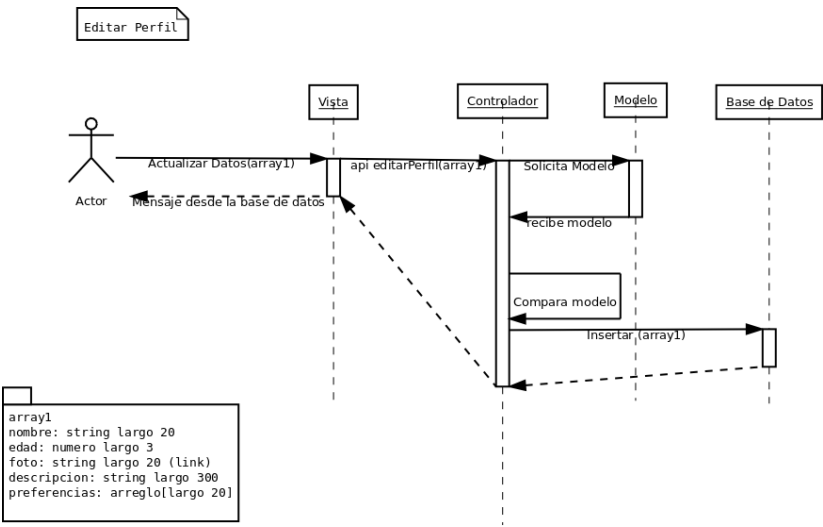 Editar Perfil
Vista
Controlador
Modelo
Base de Datos
Actualizar Datos(array1)
api editarPerfil(array1)
Solicita Modelo
Actor
Mensaje desde la base de datos
recibe modelo
Compara modelo
Insertar (array1)
array1
nombre: string largo 20
edad: numero largo 3
foto: string largo 20 (link)
descripcion: string largo 300
preferencias: arreglo[largo 20]